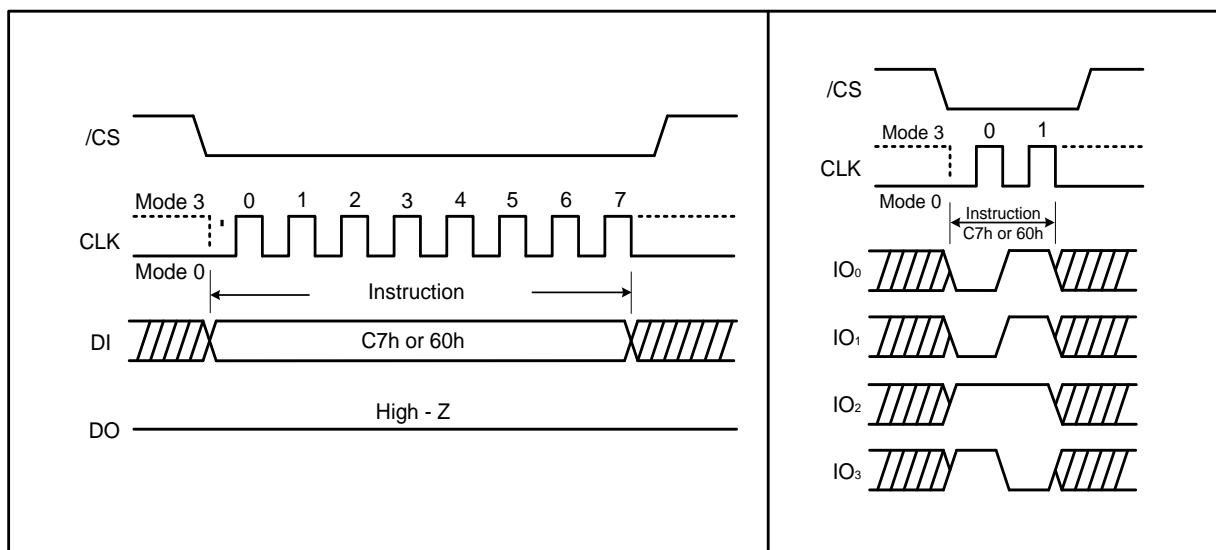 /CS
Mode 3
0 1 2 3 4 5 6 7
CLK
Mode 0
Instruction
DI
C7h or 60h
High - Z
DO
/CS
Mode 3
0 1
CLK
Mode 0
Instruction
C7h or 60h
IO₀
IO₁
IO₂
IO₃